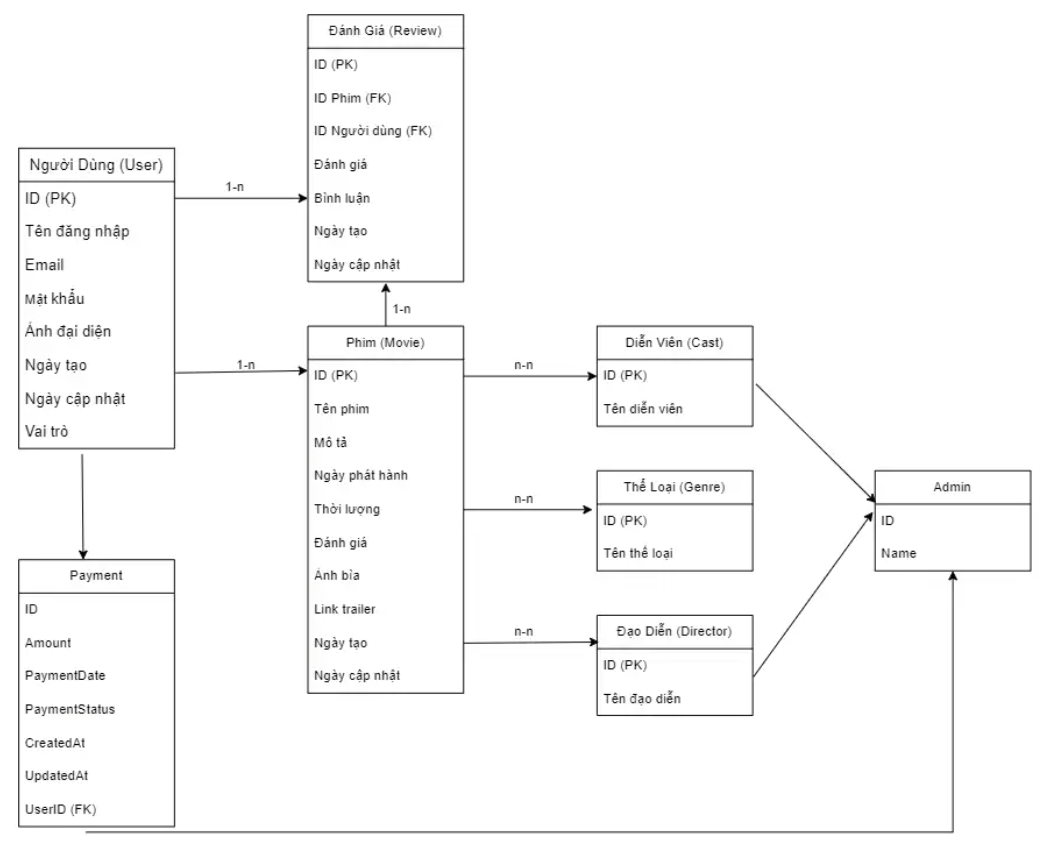 Đánh Giá (Review)
ID (PK)
ID Phim (FK)
ID Người dùng (FK)
Đánh giá
Bình luận
Ngày tạo
Ngày cập nhật
Người Dùng (User)
ID (PK)
Tên đăng nhập
Email
Mật khẩu
Ảnh đại diện
Ngày tạo
Ngày cập nhật
Vai trò
1-n
1-n
1-n
Phim (Movie)
ID (PK)
Tên phim
Mô tả
Ngày phát hành
Thời lượng
Đánh giá
Ảnh bìa
Link trailer
Ngày tạo
Ngày cập nhật
n-n
n-n
n-n
Diễn Viên (Cast)
ID (PK)
Tên diễn viên
Thể Loại (Genre)
ID (PK)
Tên thể loại
Đạo Diễn (Director)
ID (PK)
Tên đạo diễn
Admin
ID
Name
Payment
ID
Amount
PaymentDate
PaymentStatus
CreatedAt
UpdatedAt
UserID (FK)